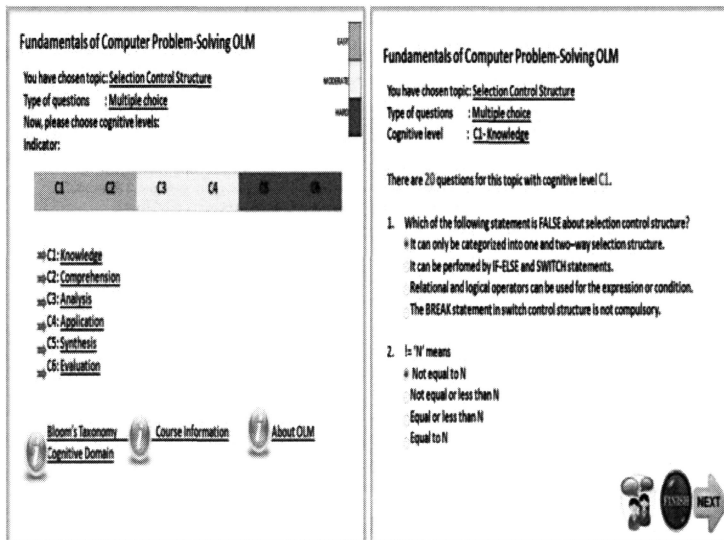 Fundamentals of Computer Problem-Solving OLM
EASY
You have chosen topic: Selection Control Structure
Type of questions : Multiple choice
MODERATE
Now, please choose cognitive levels:
HARD
Indicator:
C1 C2 C3 C4 C5 C6
C1: Knowledge
C2: Comprehension
C3: Analysis
C4: Application
C5: Synthesis
C6: Evaluation
Bloom's Taxonomy
Cognitive Domain
Course Information
About OLM
Fundamentals of Computer Problem-Solving OLM
You have chosen topic: Selection Control Structure
Type of questions : Multiple choice
Cognitive level : C1- Knowledge
There are 20 questions for this topic with cognitive level C1.
1. Which of the following statement is FALSE about selection control structure?
It can only be categorized into one and two-way selection structure.
It can be perfomed by IF-ELSE and SWITCH statements.
Relational and logical operators can be used for the expression or condition.
The BREAK statement in switch control structure is not compulsory.
2. != 'N' means
Not equal to N
Not equal or less than N
Equal or less than N
Equal to N
FINISH
NEXT